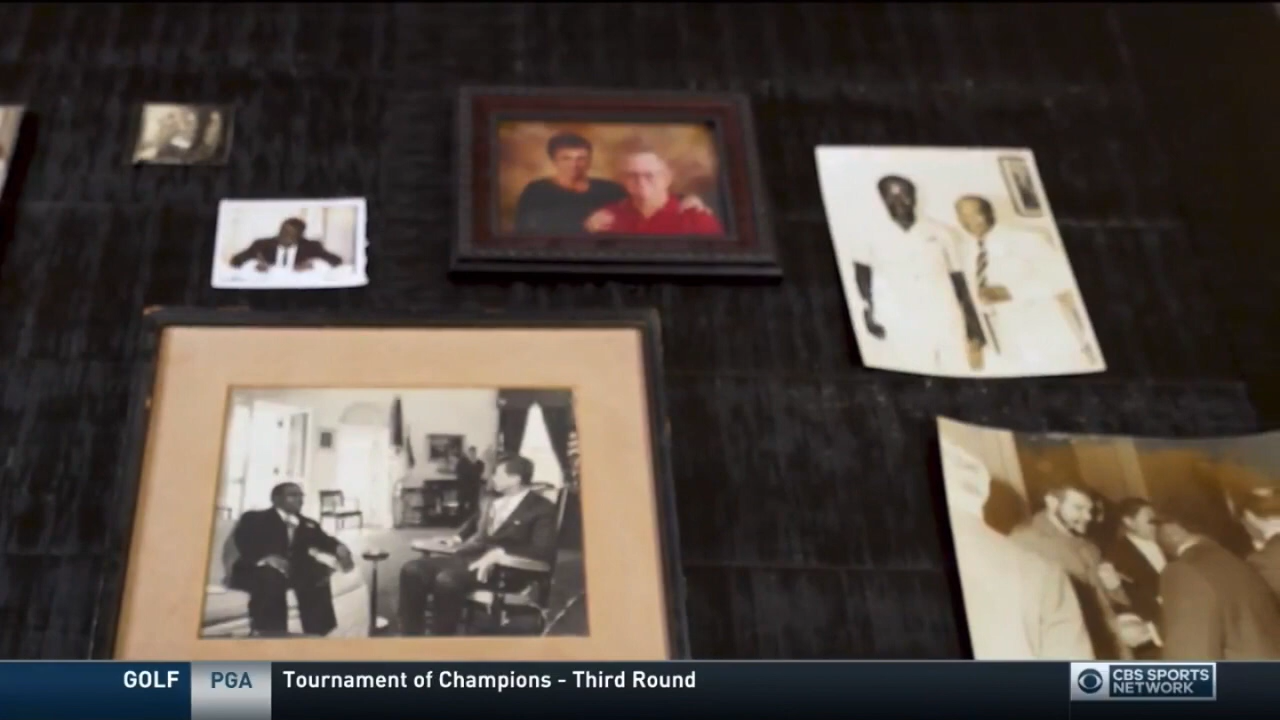 GOLF PGA Tournament of Champions - Third Round
CBS SPORTS
NETWORK